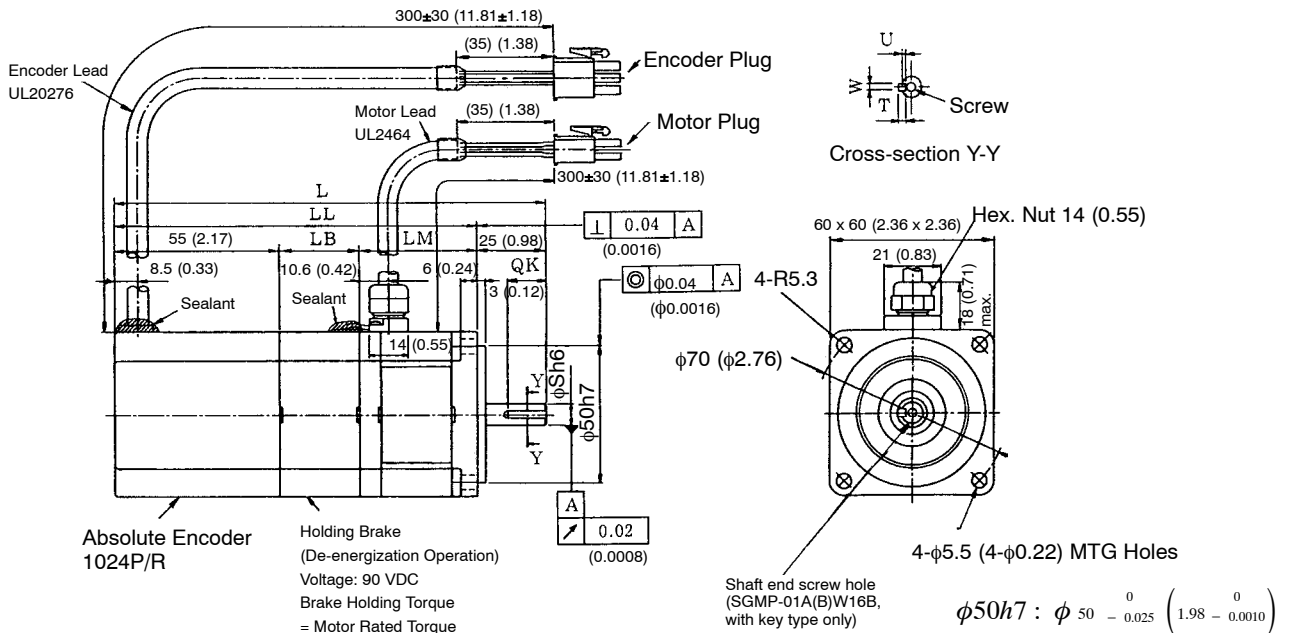 300±30 (11.81±1.18)
(35) (1.38)
Encoder Lead
UL20276
Encoder Plug
Motor Lead
UL2464
(35) (1.38)
Motor Plug
300±30 (11.81±1.18)
U
W
T
Screw
Cross-section Y-Y
L
LL
55 (2.17)
LB
LM
25 (0.98)
⊥ 0.04 A
(0.0016)
8.5 (0.33)
10.6 (0.42)
6 (0.24)
QK
3 (0.12)
◎ ϕ0.04 A
(ϕ0.0016)
Sealant
Sealant
14 (0.55)
Y
Y
ϕSh6
ϕ50h7
A
↗ 0.02
(0.0008)
Absolute Encoder
1024P/R
Holding Brake
(De-energization Operation)
Voltage: 90 VDC
Brake Holding Torque
= Motor Rated Torque
60 x 60 (2.36 x 2.36)
Hex. Nut 14 (0.55)
21 (0.83)
4-R5.3
18 (0.71)
max.
ϕ70 (ϕ2.76)
4-ϕ5.5 (4-ϕ0.22) MTG Holes
Shaft end screw hole
(SGMP-01A(B)W16B,
with key type only)
ϕ50h7 : ϕ 50 0 − 0.025 (1.98 0 − 0.0010)